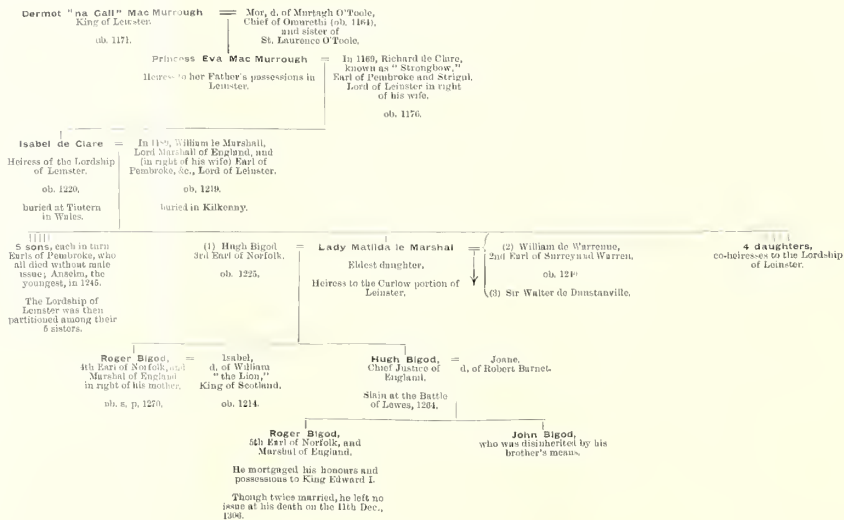 Dermot "na Gall" Mac Murrough
King of Leinster.
ob. 1171.
=
Mor, d. of Murtagh O'Toole,
Chief of Omurethi (ob. 1164),
and sister of
St. Laurence O'Toole.
Princess Eva Mac Murrough
Heiress to her Father's possessions in
Leinster.
=
In 1169, Richard de Clare,
known as "Strongbow,"
Earl of Pembroke and Strigul,
Lord of Leinster in right
of his wife.
ob. 1176.
Isabel de Clare
Heiress of the Lordship
of Leinster.
ob. 1220,
buried at Tintern
in Wales.
=
In William le Marshall,
Lord Marshall of England, and
(in right of his wife) Earl of
Pembroke, &c., Lord of Leinster.
ob. 1219.
buried in Kilkenny.
5 sons, each in turn
Earls of Pembroke, who
all died without male
issue; Anselm, the
youngest, in 1245.
The Lordship of
Leinster was then
partitioned among their
5 sisters.
(1) Hugh Bigod
3rd Earl of Norfolk.
ob. 1225.
=
Lady Matilda le Marshal
Eldest daughter.
Heiress to the Carlow portion of
Leinster.
=
(2) William de Warrenne,
2nd Earl of Surrey and Warren.
ob.
(3) Sir Walter de Dunstanville.
4 daughters,
co-heiresses to the Lordship
of Leinster.
Roger Bigod,
4th Earl of Norfolk, and
Marshal of England
in right of his mother.
ob. s. p. 1270.
=
Isabel,
d. of William
"the Lion,"
King of Scotland.
ob. 1214.
Hugh Bigod,
Chief Justice of
England.
Slain at the Battle
of Lewes, 1264.
=
Joane,
d. of Robert Burnet.
Roger Bigod,
5th Earl of Norfolk, and
Marshal of England.
He mortgaged his honours and
possessions to King Edward I.
Though twice married, he left no
issue at his death on the 11th Dec.,
1306.
John Bigod,
who was disinherited by his
brother's means.